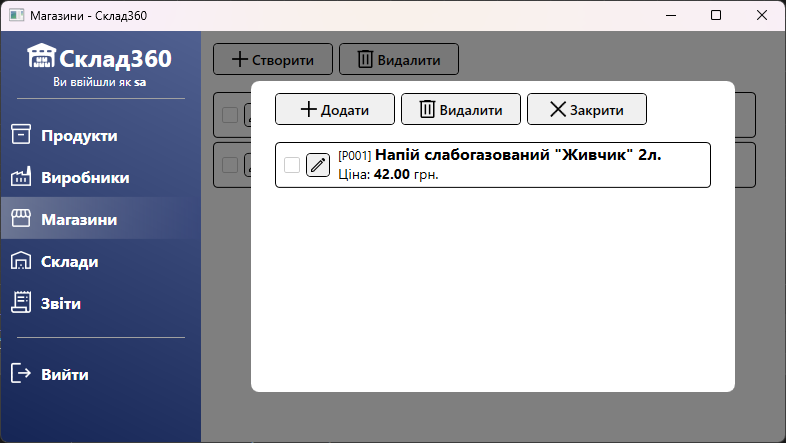 Магазини - Склад360
Склад360
Ви ввійшли як sa
Продукти
Виробники
Магазини
Склади
Звіти
Вийти
Створити
Видалити
Додати
Видалити
Закрити
[P001] Напій слабогазований "Живчик" 2л.
Ціна: 42.00 грн.